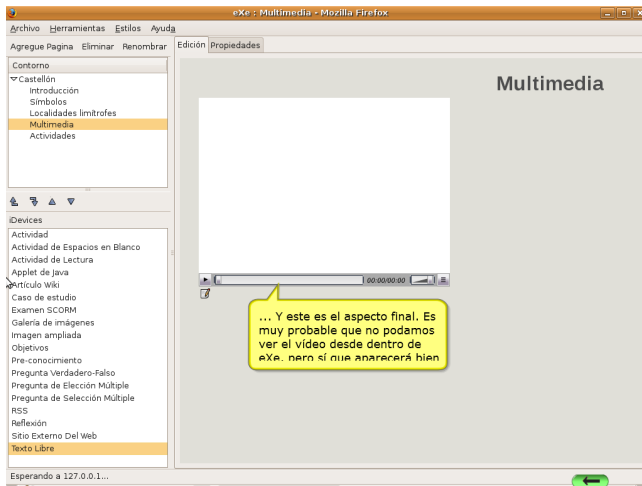 eXe : Multimedia - Mozilla Firefox
Archivo Herramientas Estilos Ayuda
Agregue Pagina Eliminar Renombrar
Edición Propiedades
Contorno
Castellón
Introducción
Símbolos
Localidades limítrofes
Multimedia
Actividades
iDevices
Actividad
Actividad de Espacios en Blanco
Actividad de Lectura
Applet de Java
Artículo Wiki
Caso de estudio
Examen SCORM
Galería de imágenes
Imagen ampliada
Objetivos
Pre-conocimiento
Pregunta Verdadero-Falso
Pregunta de Elección Múltiple
Pregunta de Selección Múltiple
RSS
Reflexión
Sitio Externo Del Web
Texto Libre
Multimedia
00:00/00:00
... Y este es el aspecto final. Es
muy probable que no podamos
ver el vídeo desde dentro de
eXe, pero sí que aparecerá bien
Esperando a 127.0.0.1...